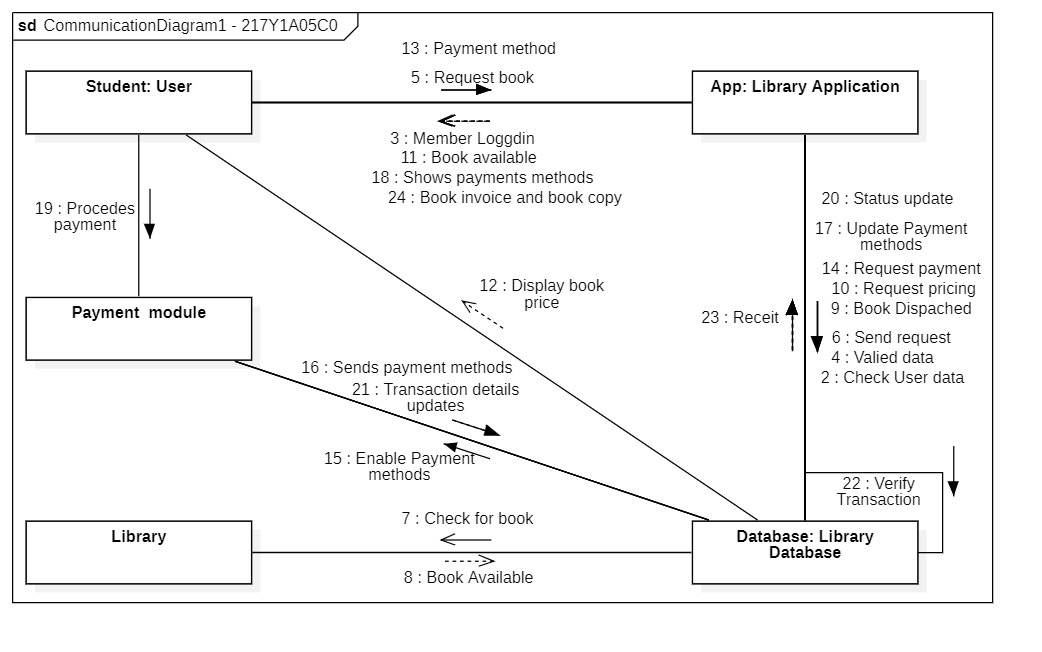 sd CommunicationDiagram1 - 217Y1A05C0
13 : Payment method
5 : Request book
Student: User
App: Library Application
3 : Member Loggdin
11 : Book available
18 : Shows payments methods
24 : Book invoice and book copy
19 : Procedes
payment
20 : Status update
17 : Update Payment
methods
14 : Request payment
10 : Request pricing
9 : Book Dispached
6 : Send request
4 : Valied data
2 : Check User data
23 : Receit
12 : Display book
price
Payment  module
16 : Sends payment methods
21 : Transaction details
updates
15 : Enable Payment
methods
22 : Verify
Transaction
7 : Check for book
8 : Book Available
Library
Database: Library
Database